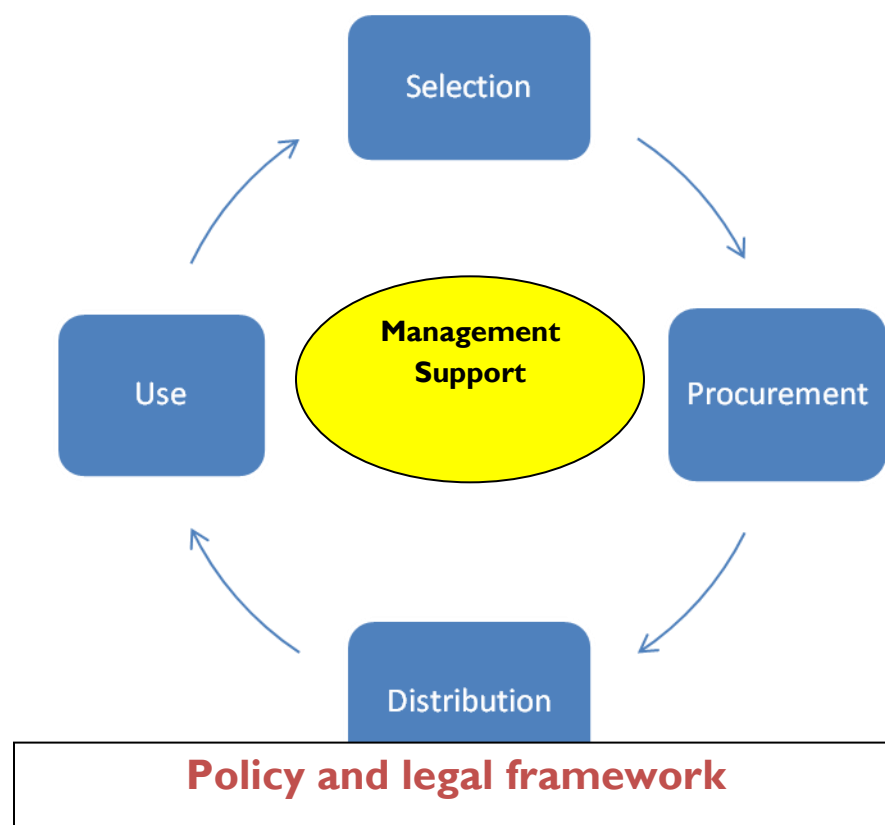 Selection
Management
Support
Use
Procurement
Distribution
Policy and legal framework